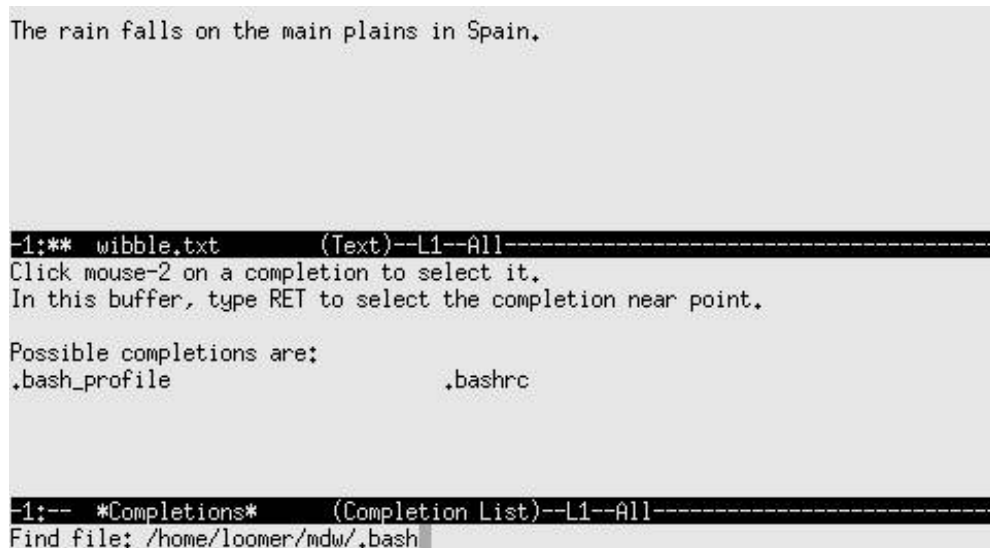 The rain falls on the main plains in Spain.
-1:** wibble.txt (Text)--L1--All----------------------------------------
Click mouse-2 on a completion to select it.
In this buffer, type RET to select the completion near point.
Possible completions are:
.bash_profile .bashrc
-1:-- *Completions* (Completion List)--L1--All----------------------------
Find file: /home/loomer/mdw/.bash